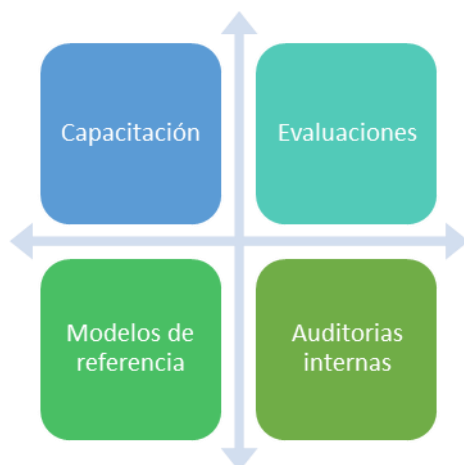 Capacitación
Evaluaciones
Modelos de
referencia
Auditorias
internas